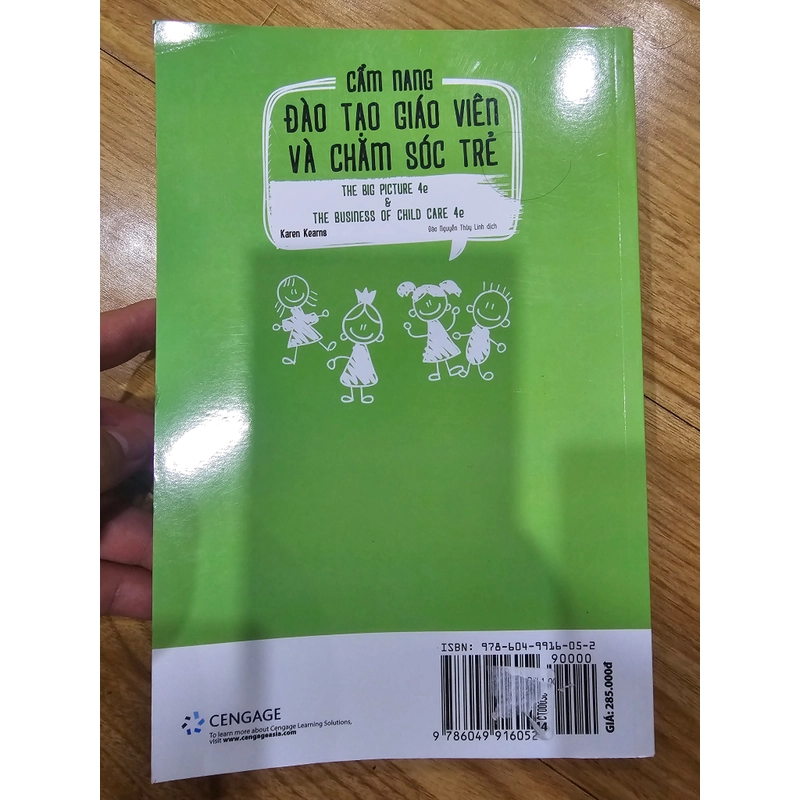 CẨM NANG
ĐÀO TẠO GIÁO VIÊN
VÀ CHĂM SÓC TRẺ
THE BIG PICTURE 4e
&
THE BUSINESS OF CHILD CARE 4e
Karen Kearns
Đào Nguyễn Thùy Linh dịch
ISBN: 978-604-9916-05-2
90000
9 786049 916052
GIÁ: 285.000đ
CENGAGE
To learn more about Cengage Learning Solutions,
visit www.cengageasia.com